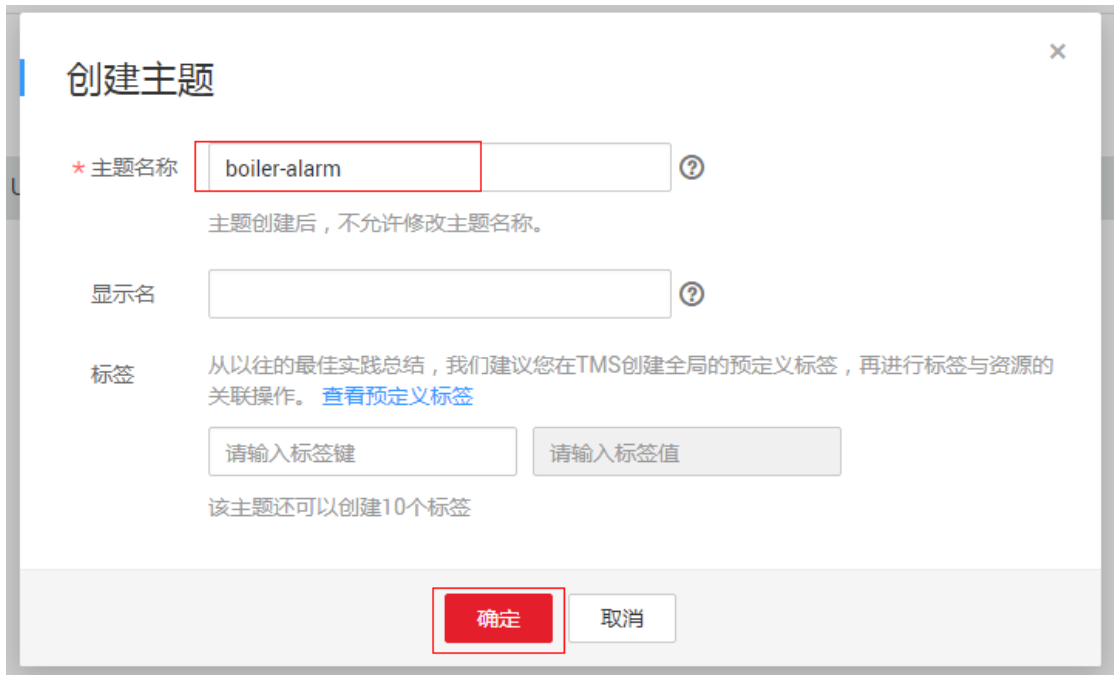 创建主题
×
* 主题名称 boiler-alarm ?
主题创建后，不允许修改主题名称。
显示名 ?
标签 从以往的最佳实践总结，我们建议您在TMS创建全局的预定义标签，再进行标签与资源的
关联操作。 查看预定义标签
请输入标签键 请输入标签值
该主题还可以创建10个标签
确定 取消